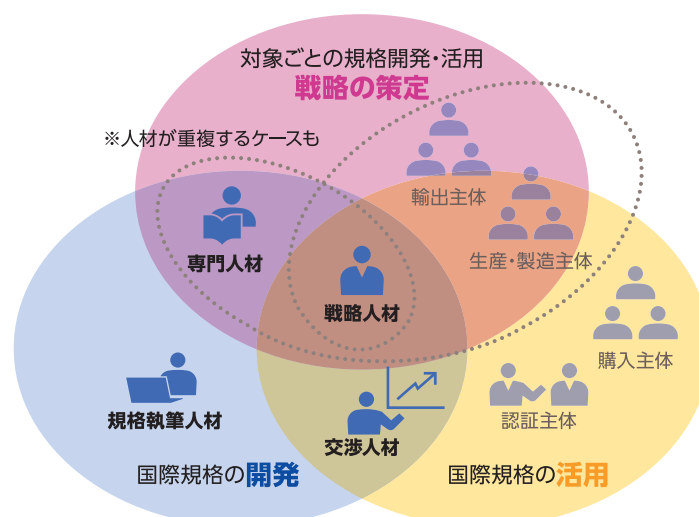 対象ごとの規格開発・活用
戦略の策定
※人材が重複するケースも
輸出主体
専門人材
生産・製造主体
戦略人材
購入主体
規格執筆人材
認証主体
交渉人材
国際規格の開発
国際規格の活用